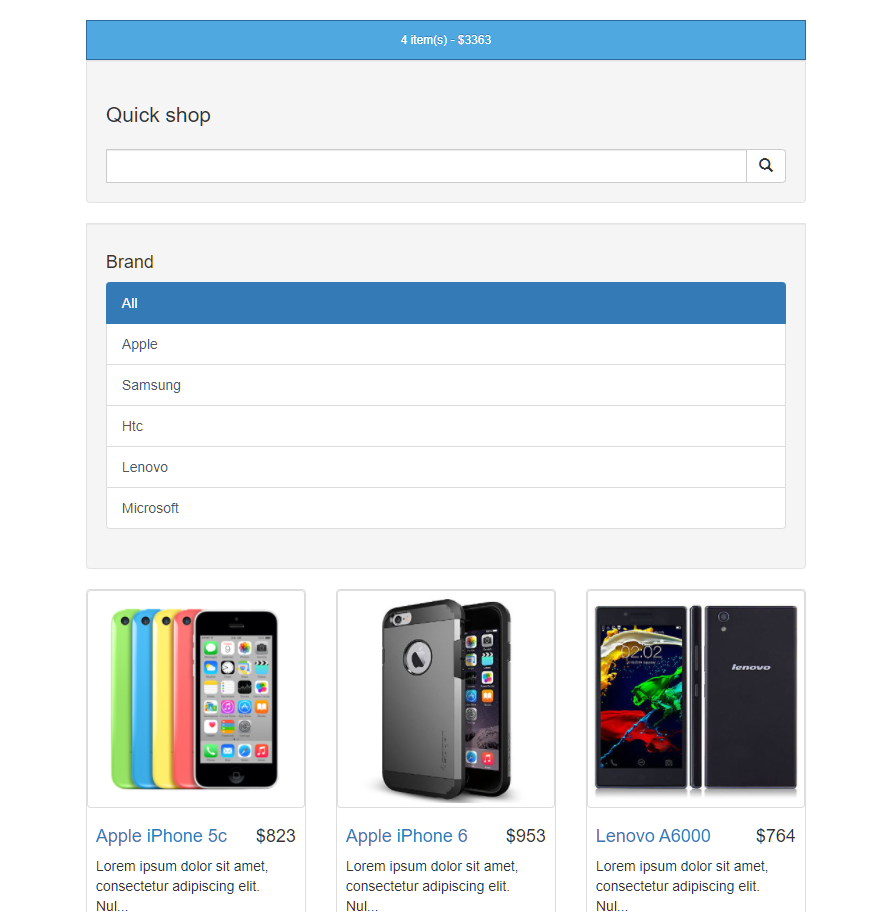 4 item(s) - $3363
Quick shop
Brand
All
Apple
Samsung
Htc
Lenovo
Microsoft
02:02
lenovo
Apple iPhone 5c
$823
Apple iPhone 6
$953
Lenovo A6000
$764
Lorem ipsum dolor sit amet,
consectetur adipiscing elit.
Nul...
Lorem ipsum dolor sit amet,
consectetur adipiscing elit.
Nul...
Lorem ipsum dolor sit amet,
consectetur adipiscing elit.
Nul...